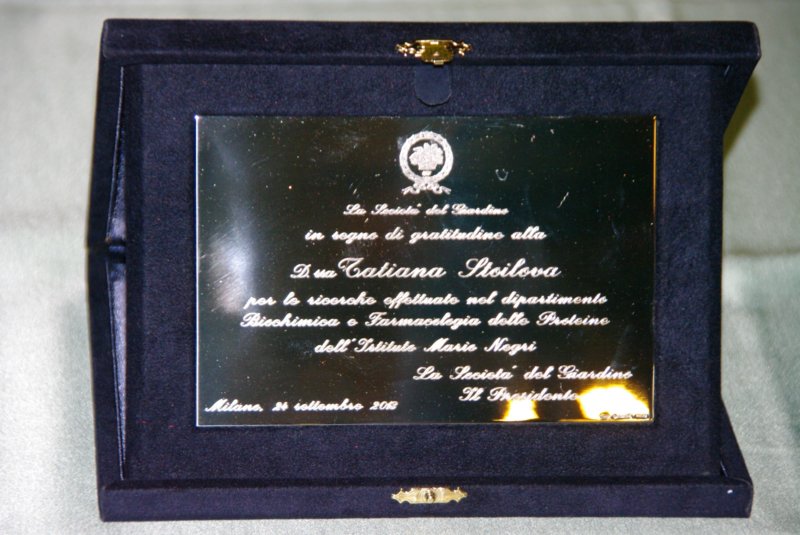 La Società del Giardino
in segno di gratitudine alla
D.ssa Tatiana Stoilova
per le ricerche effettuate nel dipartimento
Biochimica e Farmacologia delle Proteine
dell'Istituto Mario Negri
La Società del Giardino
Il Presidente
Milano, 24 settembre 2013